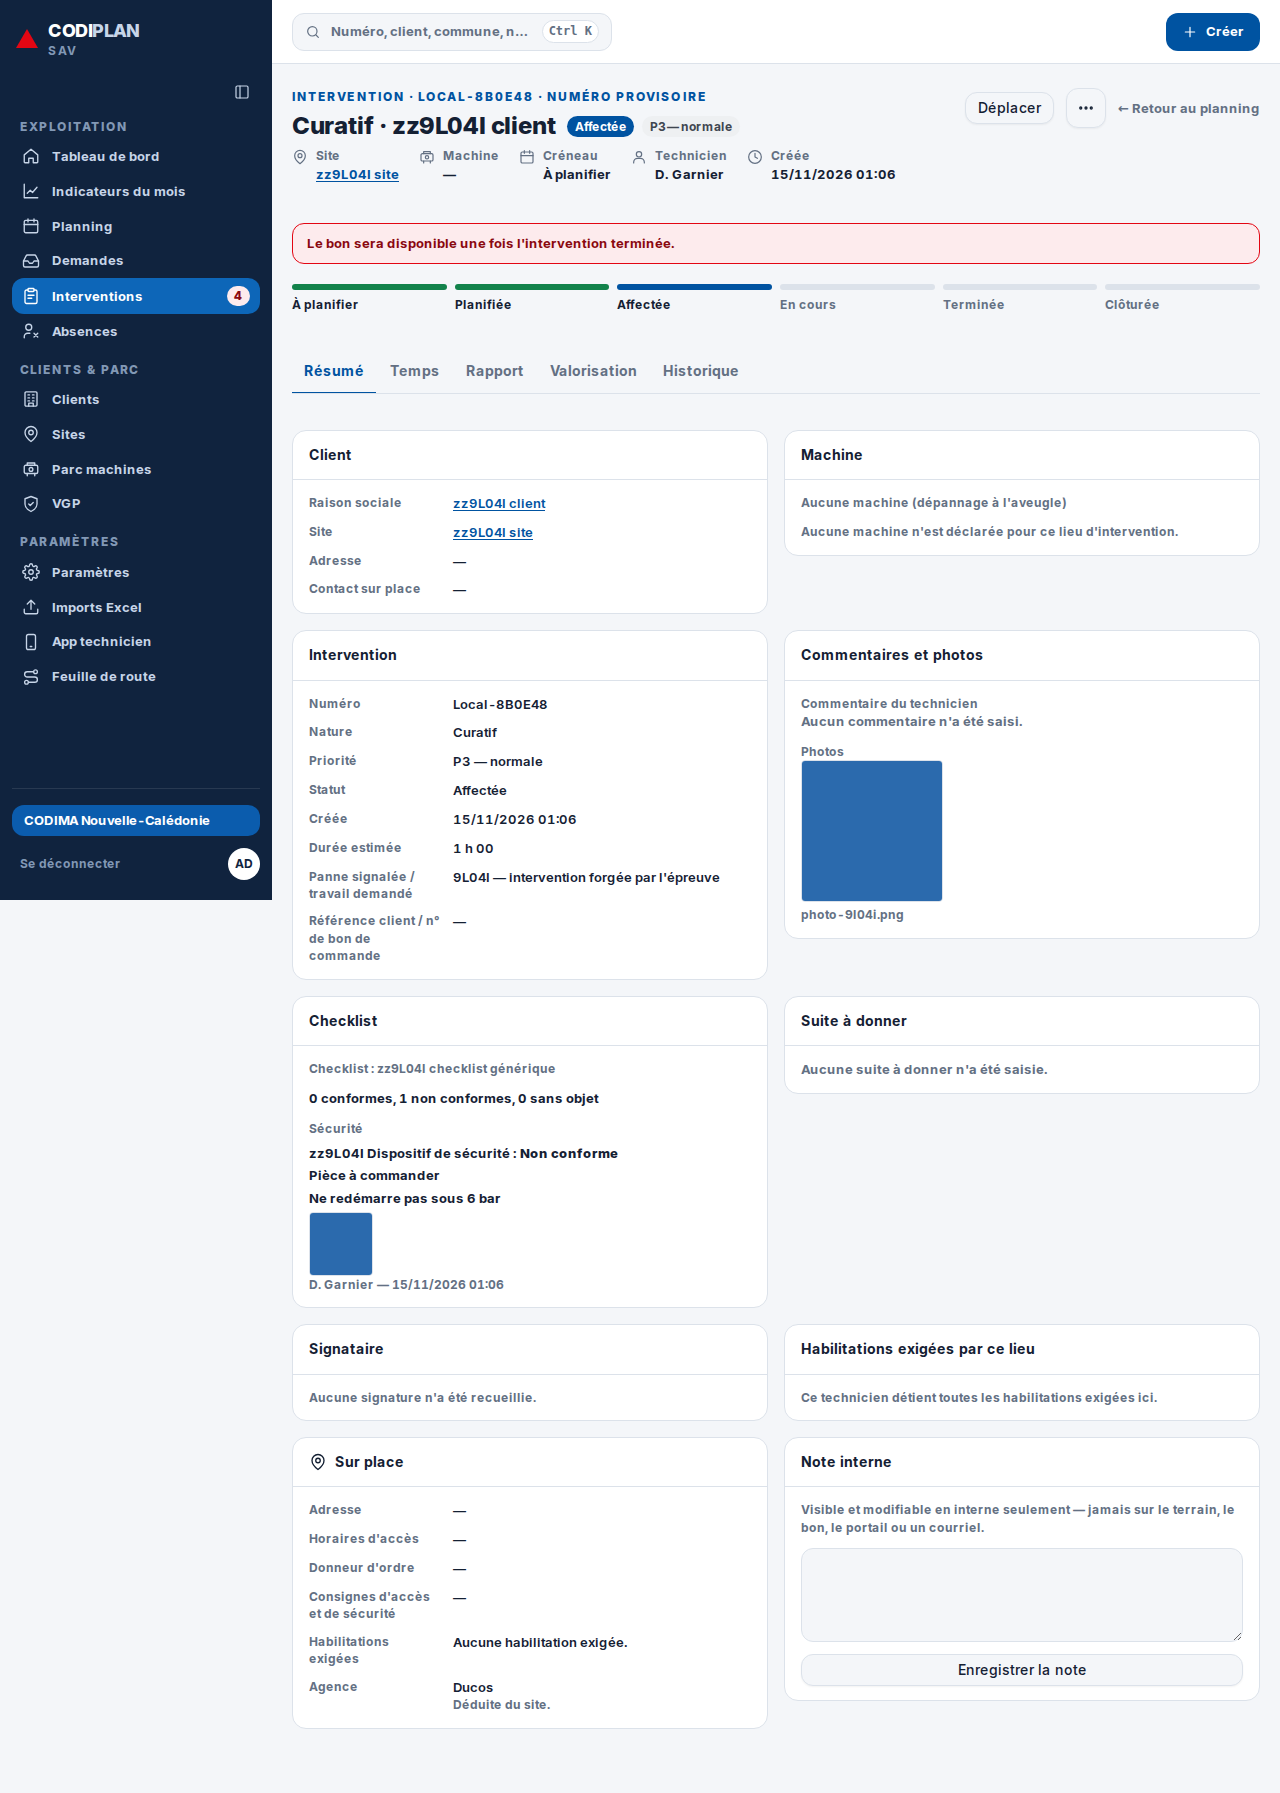 CODIPLAN
SAV
EXPLOITATION
Tableau de bord
Indicateurs du mois
Planning
Demandes
Interventions 4
Absences
CLIENTS & PARC
Clients
Sites
Parc machines
VGP
PARAMÈTRES
Paramètres
Imports Excel
App technicien
Feuille de route
CODIMA Nouvelle-Calédonie
Se déconnecter AD
Numéro, client, commune, n… Ctrl K
Créer
INTERVENTION · LOCAL-8B0E48 · NUMÉRO PROVISOIRE
Curatif · zz9L04I client Affectée P3 — normale
Déplacer ← Retour au planning
Site Machine Créneau Technicien Créée
zz9L04I site — À planifier D. Garnier 15/11/2026 01:06
Le bon sera disponible une fois l'intervention terminée.
À planifier Planifiée Affectée En cours Terminée Clôturée
Résumé Temps Rapport Valorisation Historique
Client
Raison sociale zz9L04I client
Site zz9L04I site
Adresse —
Contact sur place —
Machine
Aucune machine (dépannage à l'aveugle)
Aucune machine n'est déclarée pour ce lieu d'intervention.
Intervention
Numéro Local-8B0E48
Nature Curatif
Priorité P3 — normale
Statut Affectée
Créée 15/11/2026 01:06
Durée estimée 1 h 00
Panne signalée / 9L04I — intervention forgée par l'épreuve
travail demandé
Référence client / n° —
de bon de
commande
Commentaires et photos
Commentaire du technicien
Aucun commentaire n'a été saisi.
Photos
photo-9l04i.png
Checklist
Checklist : zz9L04I checklist générique
0 conformes, 1 non conformes, 0 sans objet
Sécurité
zz9L04I Dispositif de sécurité : Non conforme
Pièce à commander
Ne redémarre pas sous 6 bar
D. Garnier — 15/11/2026 01:06
Suite à donner
Aucune suite à donner n'a été saisie.
Signataire
Aucune signature n'a été recueillie.
Habilitations exigées par ce lieu
Ce technicien détient toutes les habilitations exigées ici.
Sur place
Adresse —
Horaires d'accès —
Donneur d'ordre —
Consignes d'accès —
et de sécurité
Habilitations Aucune habilitation exigée.
exigées
Agence Ducos
Déduite du site.
Note interne
Visible et modifiable en interne seulement — jamais sur le terrain, le
bon, le portail ou un courriel.
Enregistrer la note